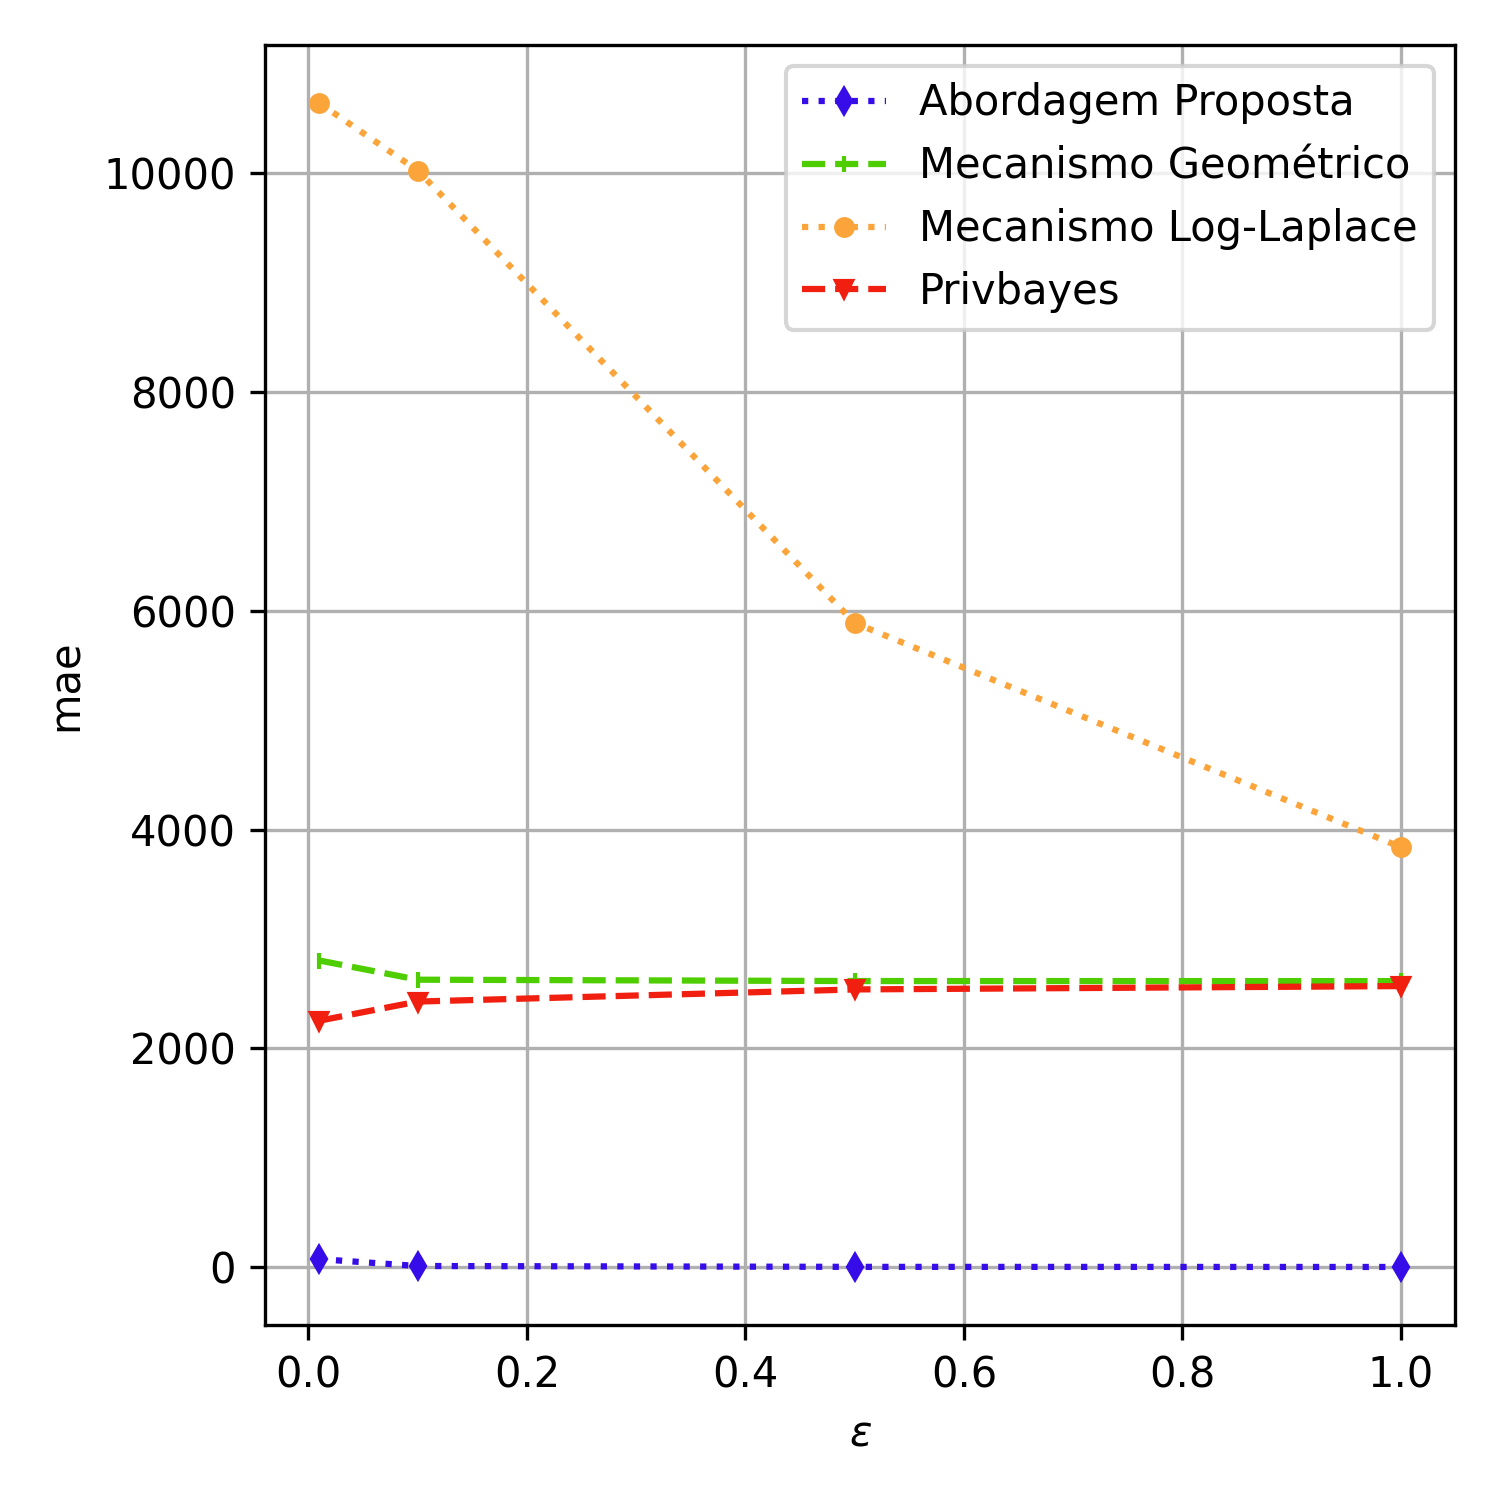 Abordagem Proposta
Mecanismo Geométrico
Mecanismo Log-Laplace
Privbayes
10000
8000
6000
4000
2000
0
mae
0.0 0.2 0.4 0.6 0.8 1.0
ε